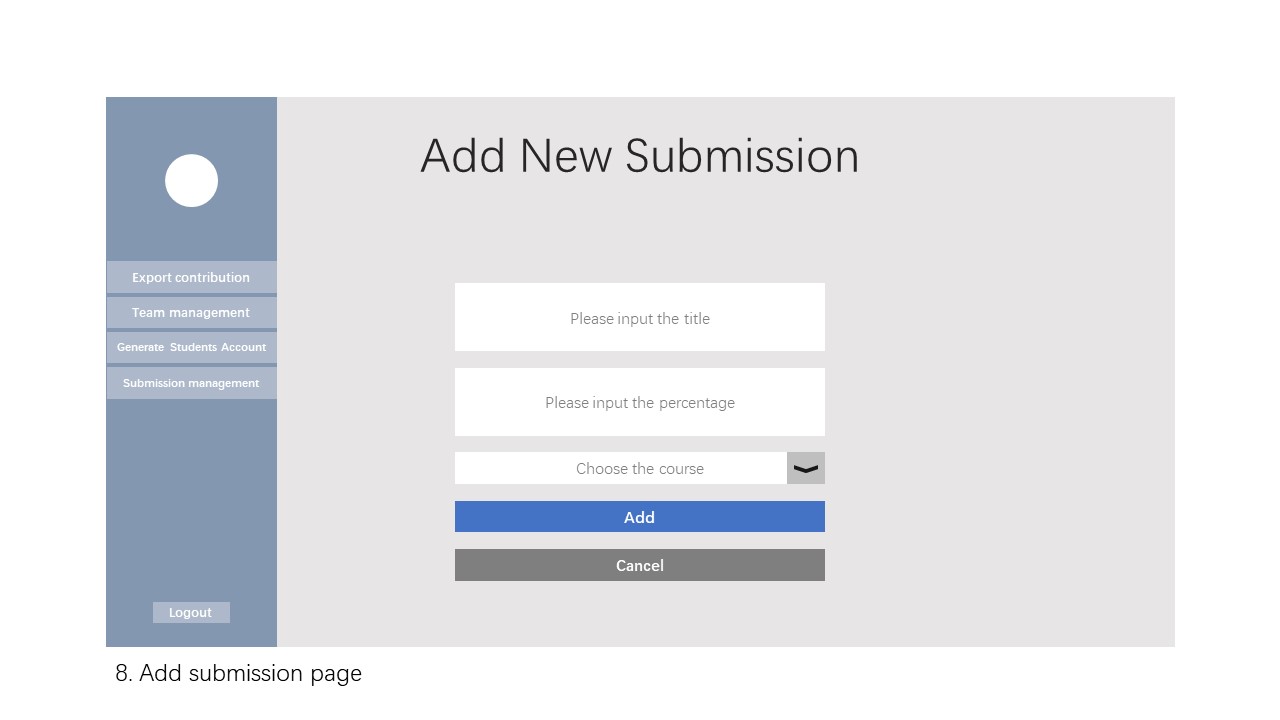 Add New Submission
Export contribution
Team management
Generate Students Account
Submission management
Please input the title
Please input the percentage
Choose the course
Add
Cancel
Logout
8. Add submission page